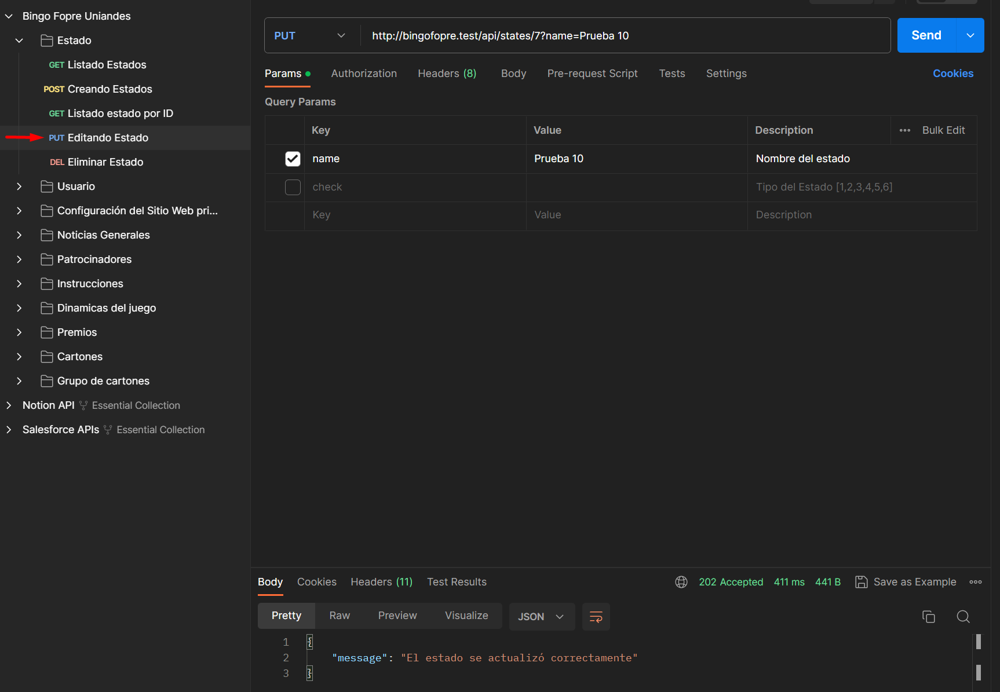 Bingo Fopre Uniandes
Estado
GET Listado Estados
POST Creando Estados
GET Listado estado por ID
PUT Editando Estado
DEL Eliminar Estado
Usuario
Configuración del Sitio Web pri...
Noticias Generales
Patrocinadores
Instrucciones
Dinamicas del juego
Premios
Cartones
Grupo de cartones
Notion API Essential Collection
Salesforce APIs Essential Collection
PUT http://bingofopre.test/api/states/7?name=Prueba 10 Send
Params Authorization Headers (8) Body Pre-request Script Tests Settings Cookies
Query Params
Key Value Description Bulk Edit
name Prueba 10 Nombre del estado
check Tipo del Estado [1,2,3,4,5,6]
Key Value Description
Body Cookies Headers (11) Test Results 202 Accepted 411 ms 441 B Save as Example
Pretty Raw Preview Visualize JSON
1 {
2 "message": "El estado se actualizó correctamente"
3 }